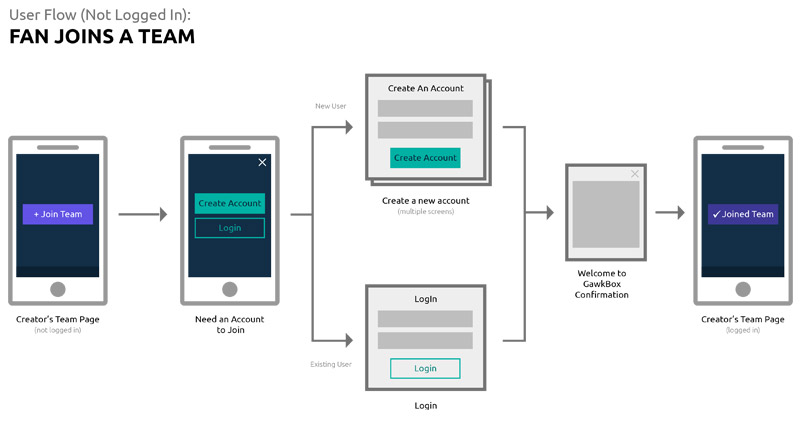 User Flow (Not Logged In):
FAN JOINS A TEAM
+ Join Team
Creator's Team Page
(not logged in)
Create Account
Login
Need an Account
to Join
New User
Existing User
Create An Account
Create Account
Create a new account
(multiple screens)
LogIn
Login
Login
Welcome to
GawkBox
Confirmation
✓Joined Team
Creator's Team Page
(logged in)